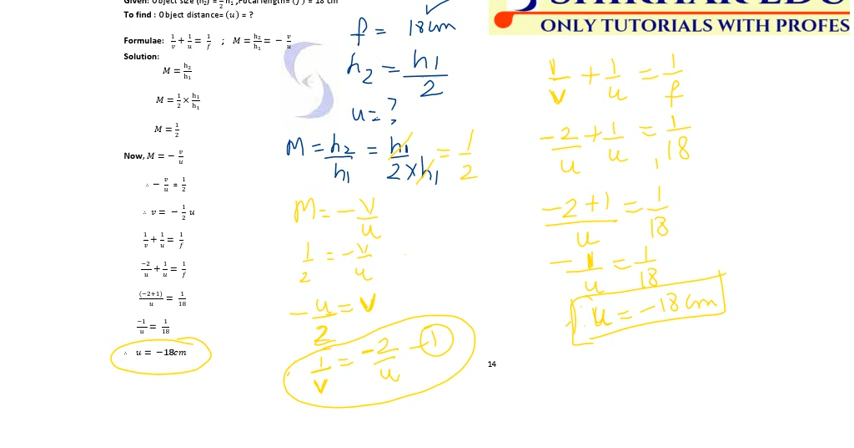 Given: Object size (h₂) = ½ h₁, Focal length= (f) = 18 cm
To find : Object distance= (u) = ?
Formulae: 1/v + 1/u = 1/f ; M = h₂/h₁ = − v/u
Solution:
M = h₂/h₁
M = 1/2 × h₁/h₁
M = 1/2
Now, M = − v/u
∴ − v/u = 1/2
∴ v = − 1/2 u
1/v + 1/u = 1/f
−2/u + 1/u = 1/f
(−2+1)/u = 1/18
−1/u = 1/18
∴ u = −18cm
f = 18cm ✓
h₂ = h₁/2
u = ?
M = h₂/h₁ = h₁/2×h₁ = 1/2
M = −v/u
1/2 = −v/u
−u/2 = v
1/v = −2/u —①
ONLY TUTORIALS WITH PROFES
1/v + 1/u = 1/f
−2/u + 1/u = 1/18
−2+1/u = 1/18
−1/u = 1/18
∴ u = −18cm
14